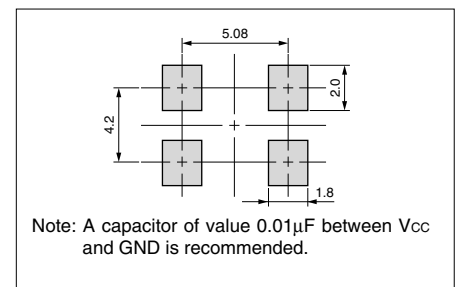 5.08
2.0
4.2
1.8
Note: A capacitor of value 0.01μF between Vcc
and GND is recommended.